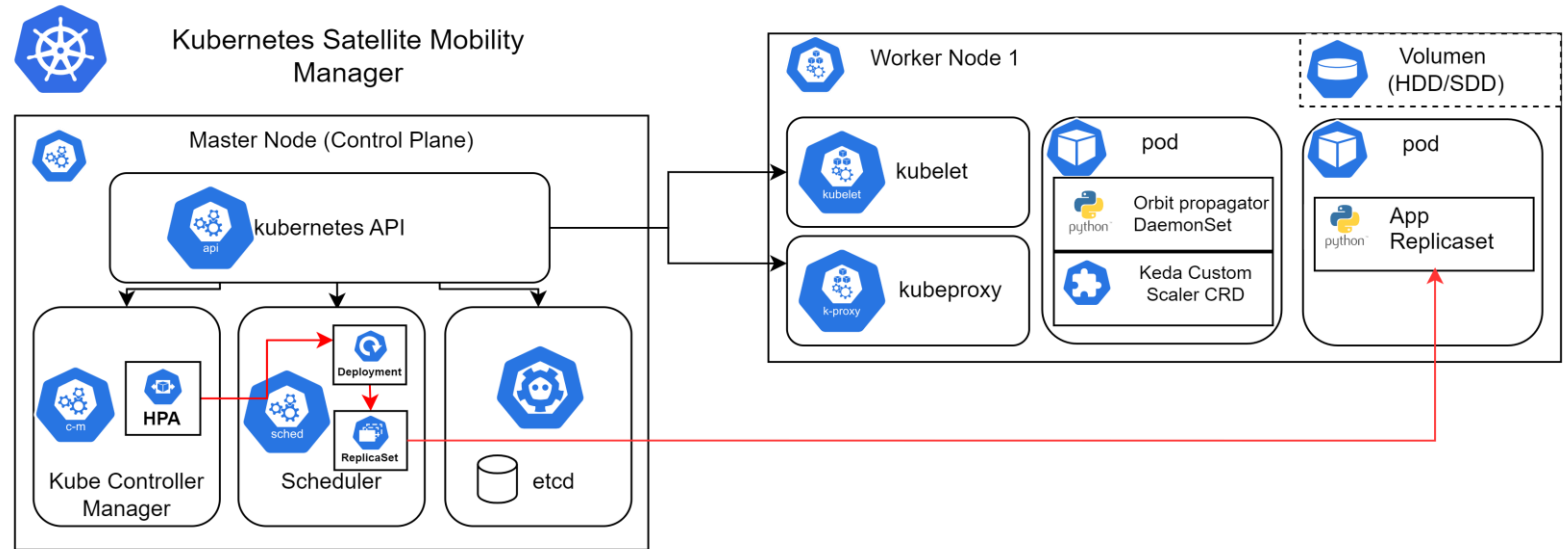 Kubernetes Satellite Mobility
Manager
Master Node (Control Plane)
api
kubernetes API
c-m
HPA
Kube Controller
Manager
Deployment
sched
ReplicaSet
Scheduler
etcd
Worker Node 1
Volumen
(HDD/SDD)
kubelet
kubelet
k-proxy
kubeproxy
pod
python
Orbit propagator
DaemonSet
Keda Custom
Scaler CRD
pod
python
App
Replicaset